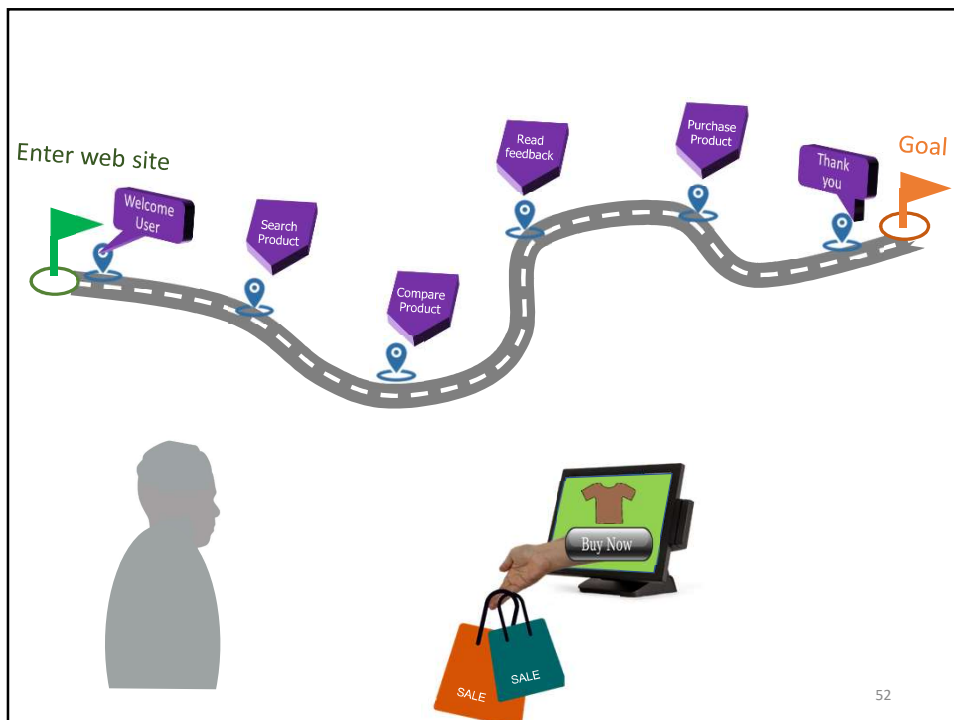 Enter web site
Welcome
User
Search
Product
Compare
Product
Read
feedback
Purchase
Product
Thank
you
Goal
Buy Now
SALE
SALE
52